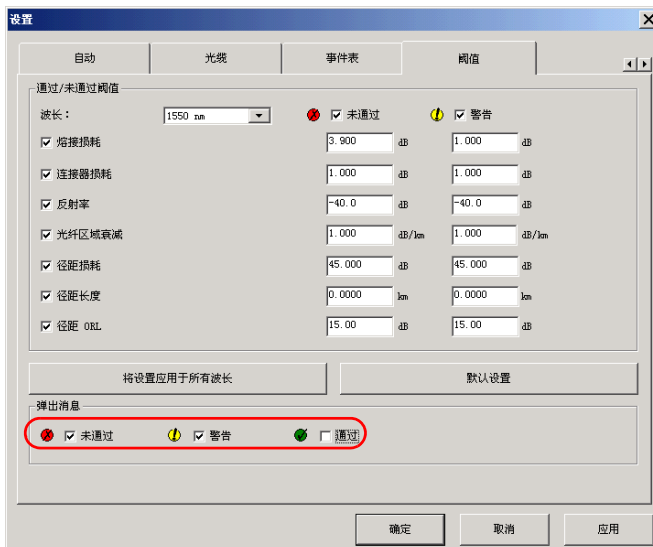 设置
自动 光缆 事件表 阈值
通过/未通过阈值
波长： 1550 nm 未通过 警告
熔接损耗 3.900 dB 1.000 dB
连接器损耗 1.000 dB 1.000 dB
反射率 -40.0 dB -40.0 dB
光纤区域衰减 1.000 dB/km 1.000 dB/km
径距损耗 45.000 dB 45.000 dB
径距长度 0.0000 km 0.0000 km
径距 ORL 15.00 dB 15.00 dB
将设置应用于所有波长 默认设置
弹出消息
未通过 警告 通过
确定 取消 应用